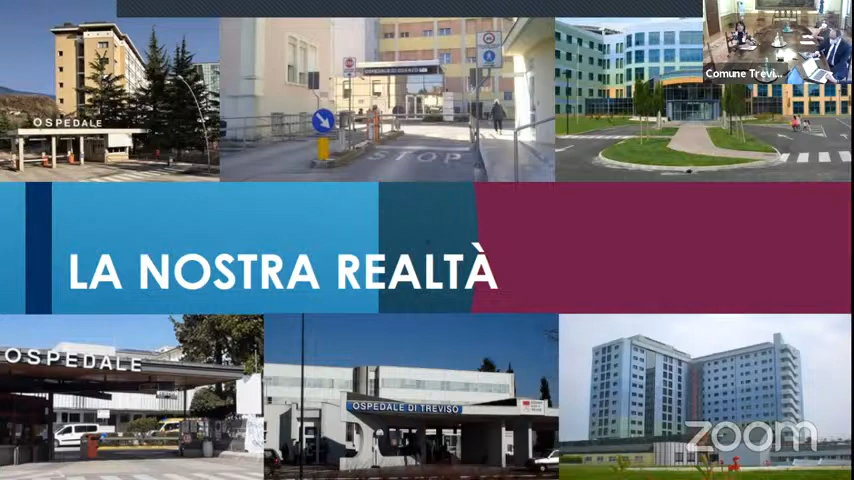 OSPEDALE
STOP
Comune Trevi...
LA NOSTRA REALTÀ
OSPEDALE
OSPEDALE DI TREVISO
zoom